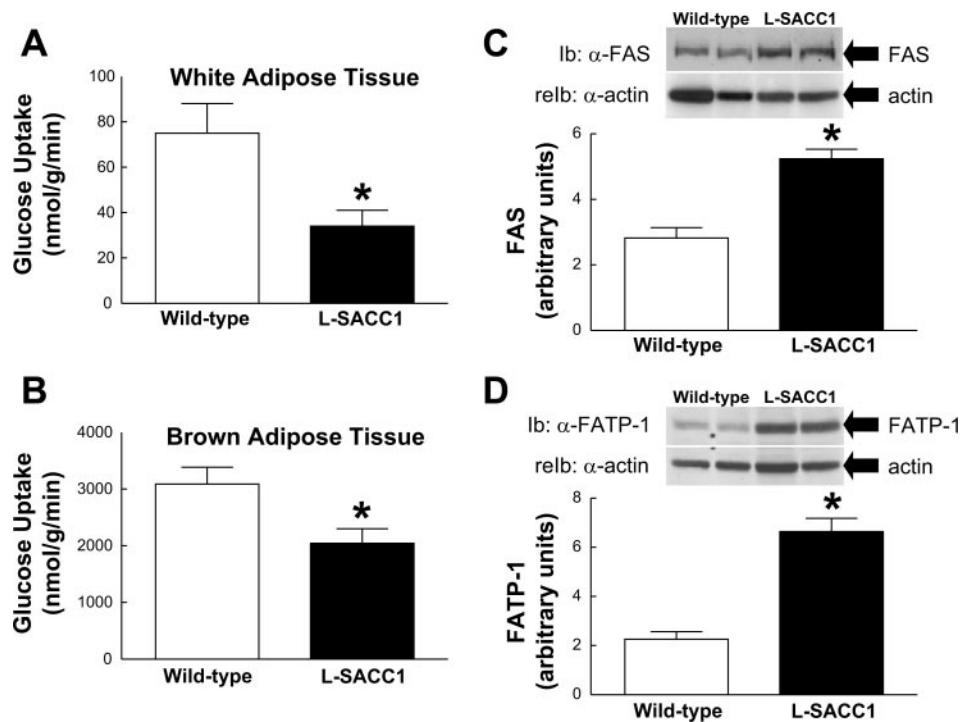 A
White Adipose Tissue
Glucose Uptake
(nmol/g/min)
100
80
60
40
20
0
*
Wild-type L-SACC1
B
Brown Adipose Tissue
Glucose Uptake
(nmol/g/min)
4000
3000
2000
1000
0
*
Wild-type L-SACC1
C
Wild-type L-SACC1
Ib: α-FAS FAS
reIb: α-actin actin
FAS
(arbitrary units)
6
4
2
0
*
Wild-type L-SACC1
D
Wild-type L-SACC1
Ib: α-FATP-1 FATP-1
reIb: α-actin actin
FATP-1
(arbitrary units)
8
6
4
2
0
*
Wild-type L-SACC1